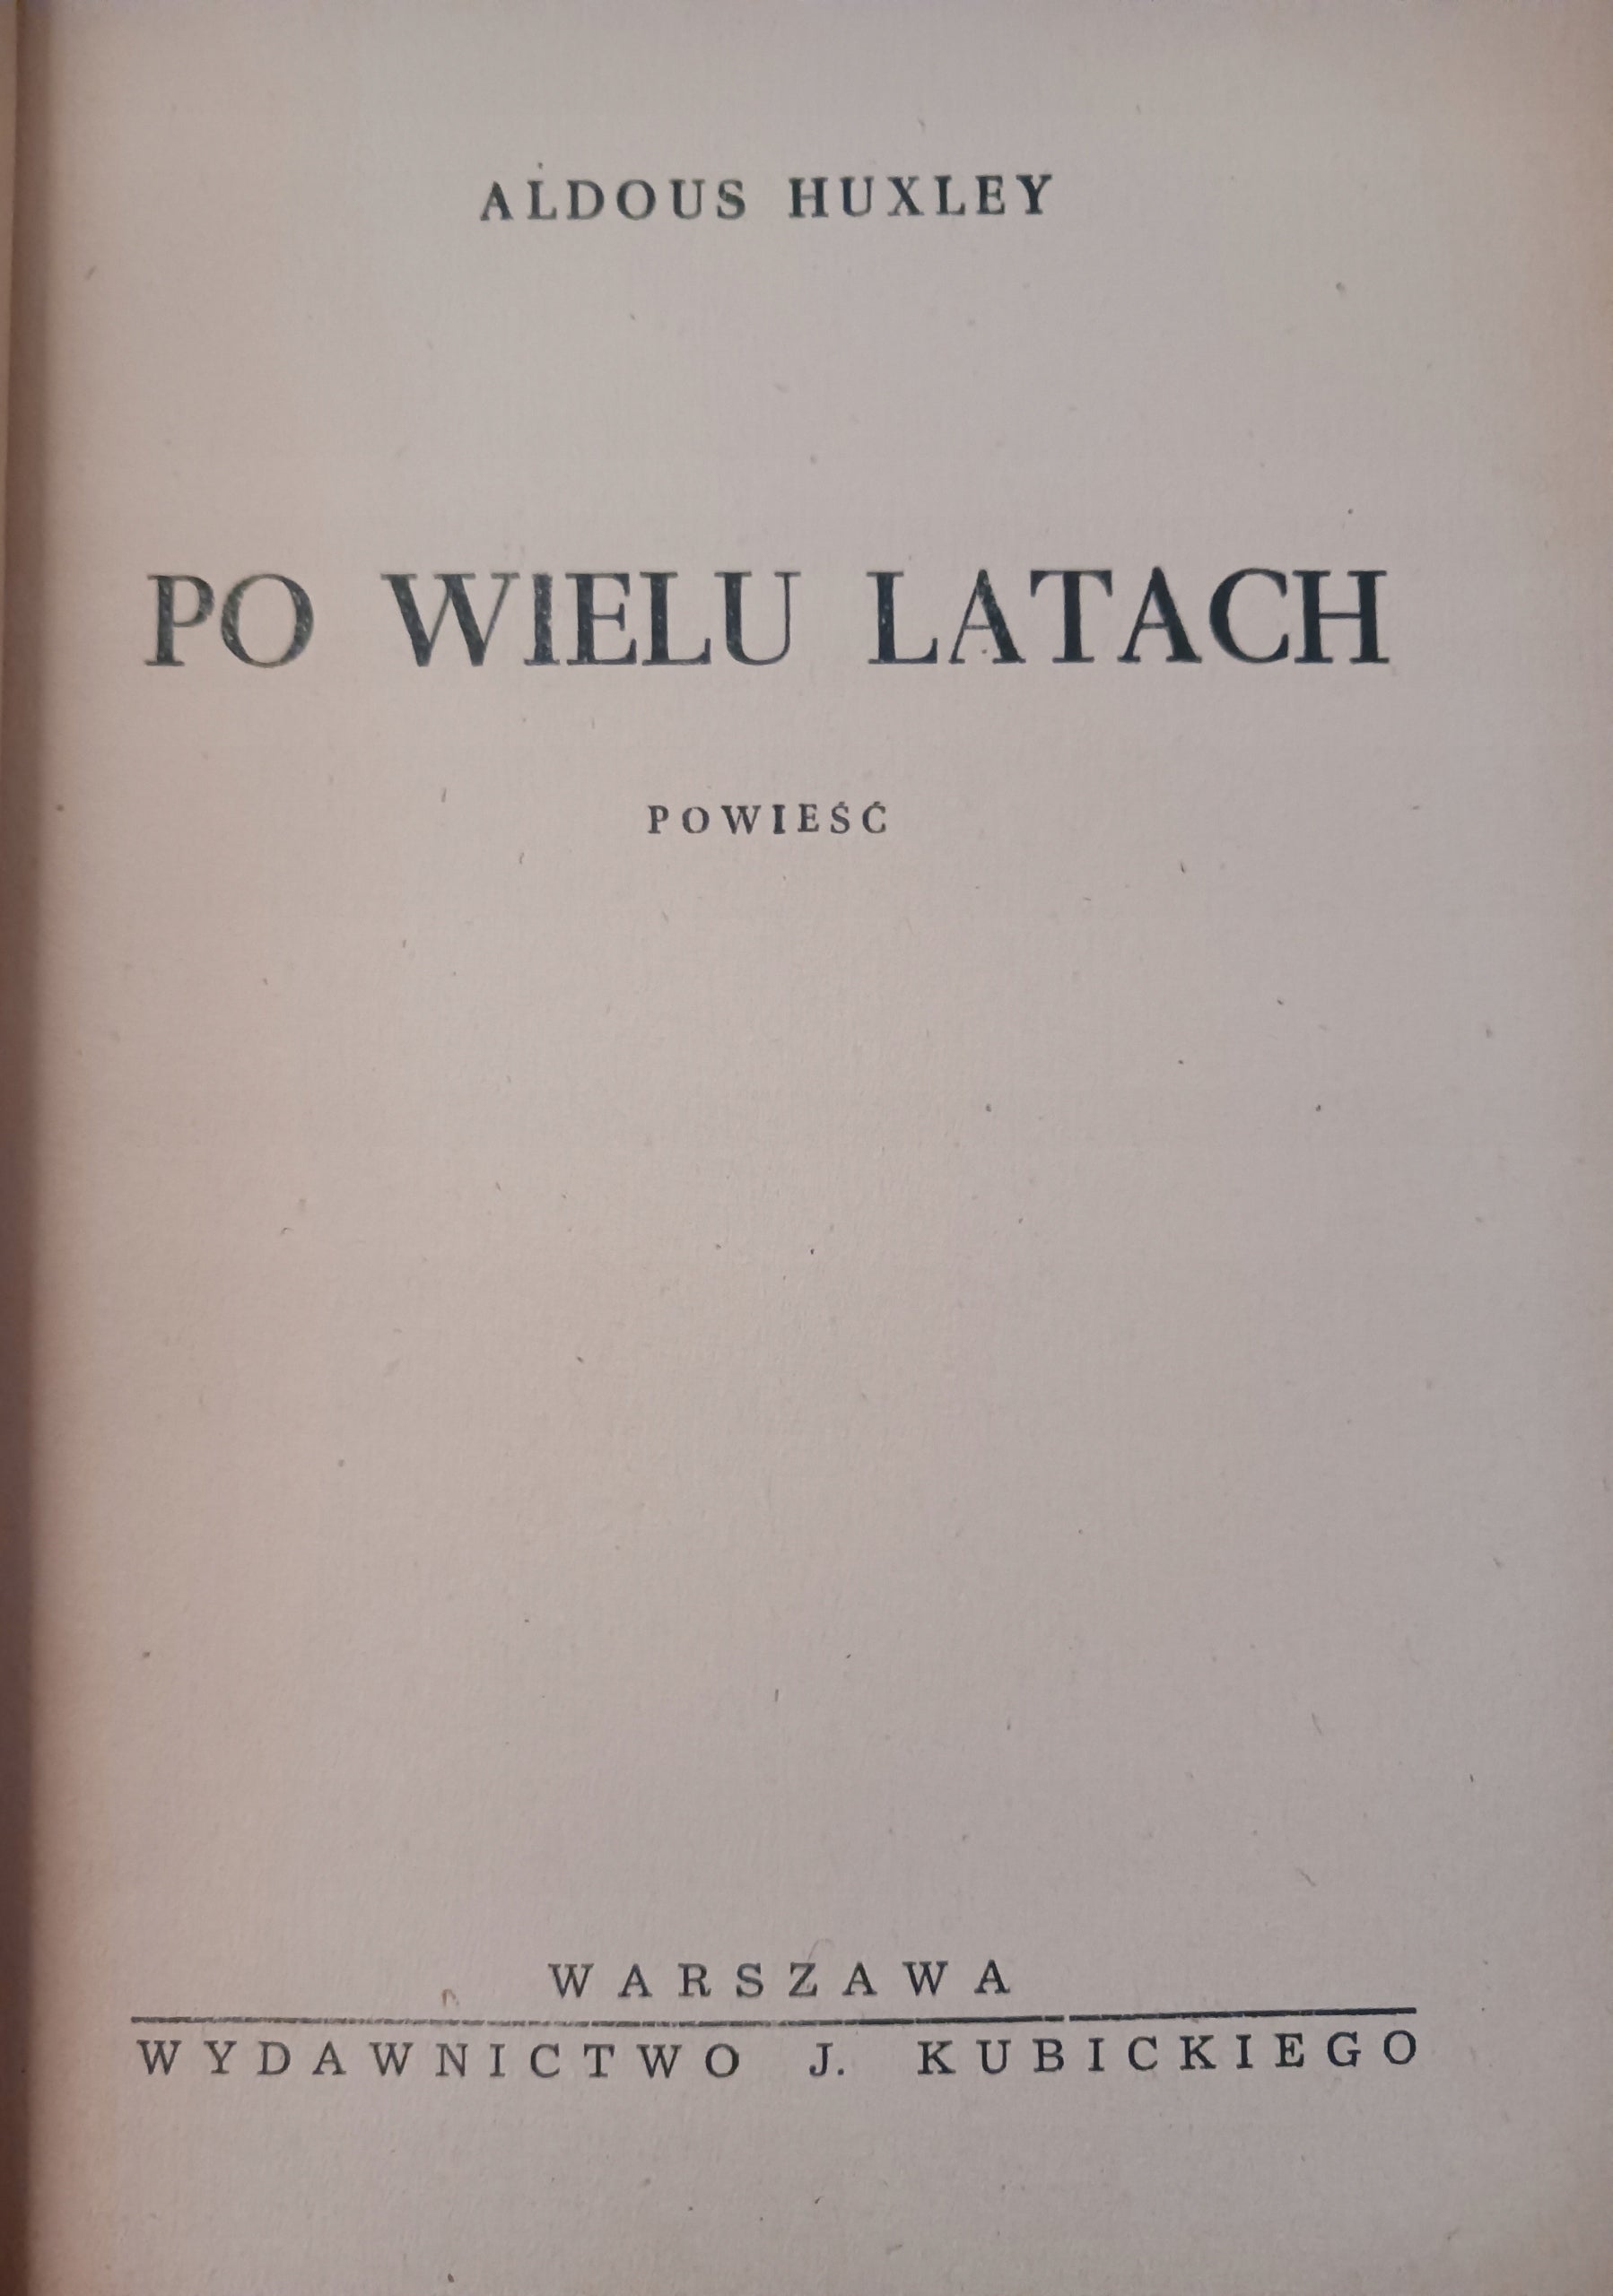 ALDOUS HUXLEY
PO WIELU LATACH
POWIEŚĆ
WARSZAWA
WYDAWNICTWO J. KUBICKIEGO